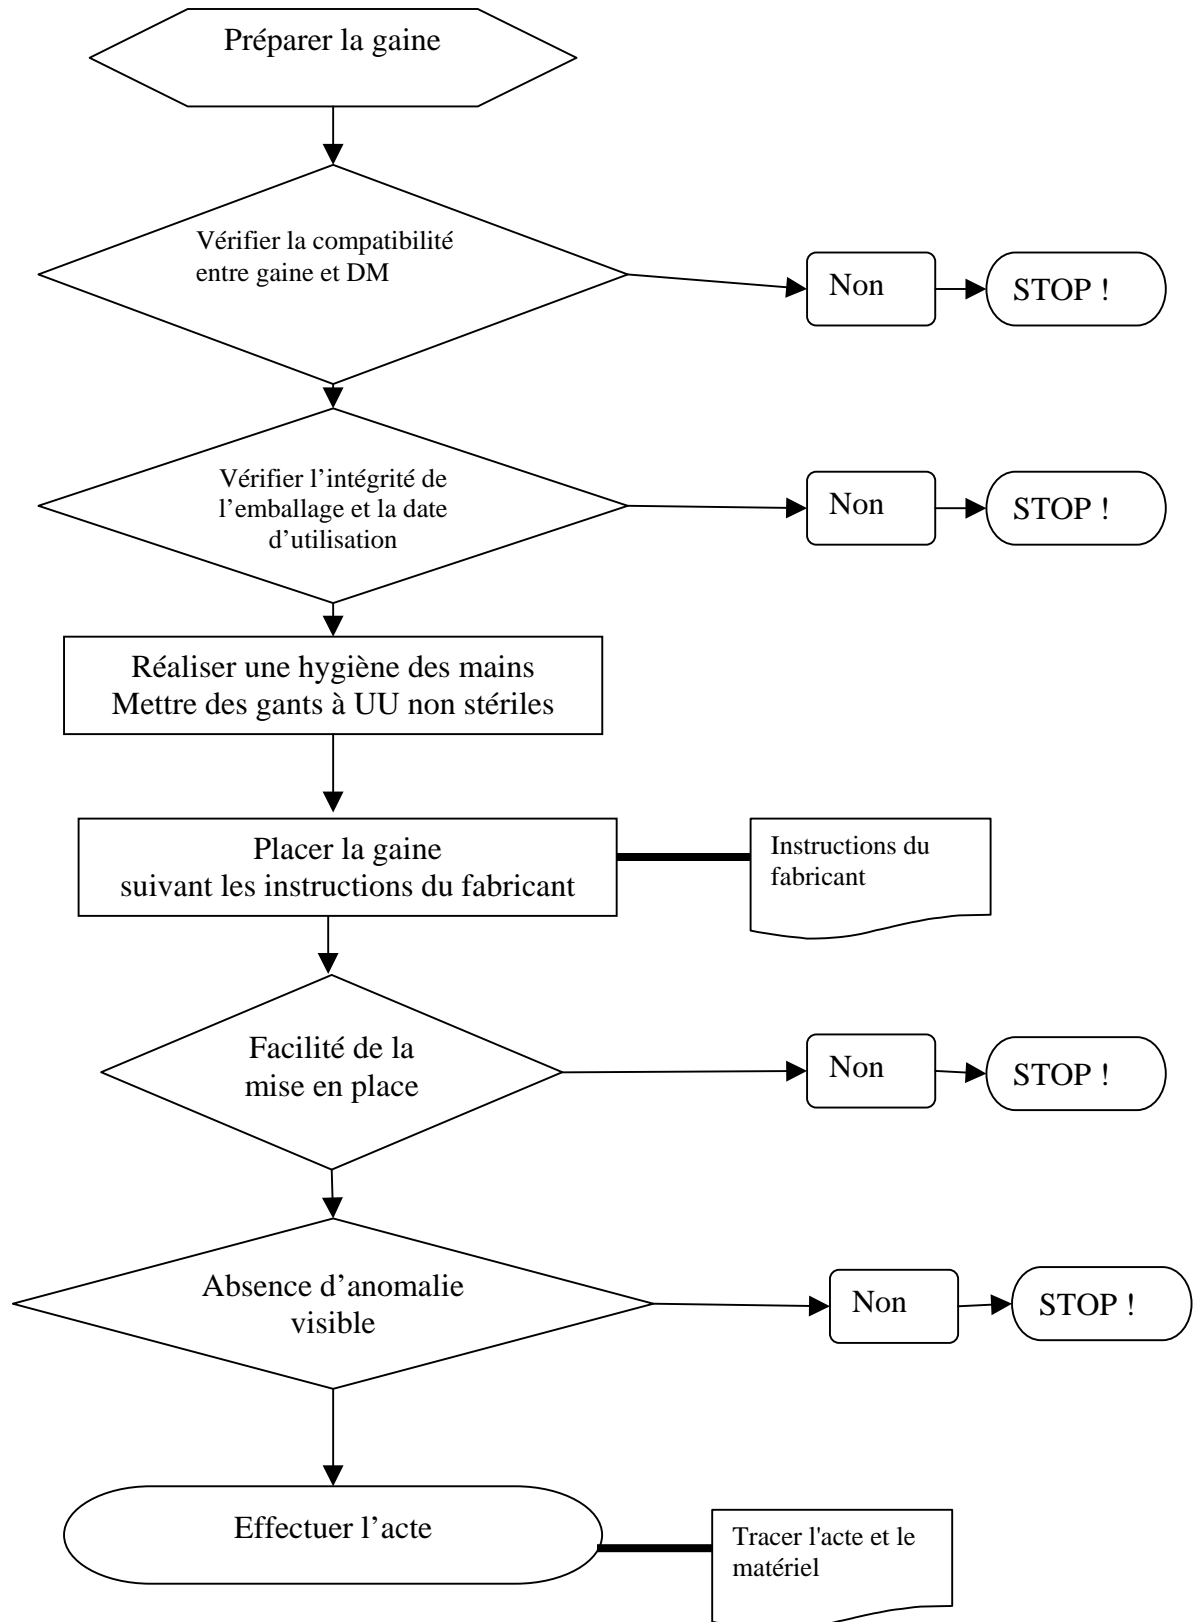 Préparer la gaine
Vérifier la compatibilité
entre gaine et DM
Non
STOP !
Vérifier l’intégrité de
l’emballage et la date
d’utilisation
Non
STOP !
Réaliser une hygiène des mains
Mettre des gants à UU non stériles
Placer la gaine
suivant les instructions du fabricant
Instructions du
fabricant
Facilité de la
mise en place
Non
STOP !
Absence d’anomalie
visible
Non
STOP !
Effectuer l’acte
Tracer l'acte et le
matériel